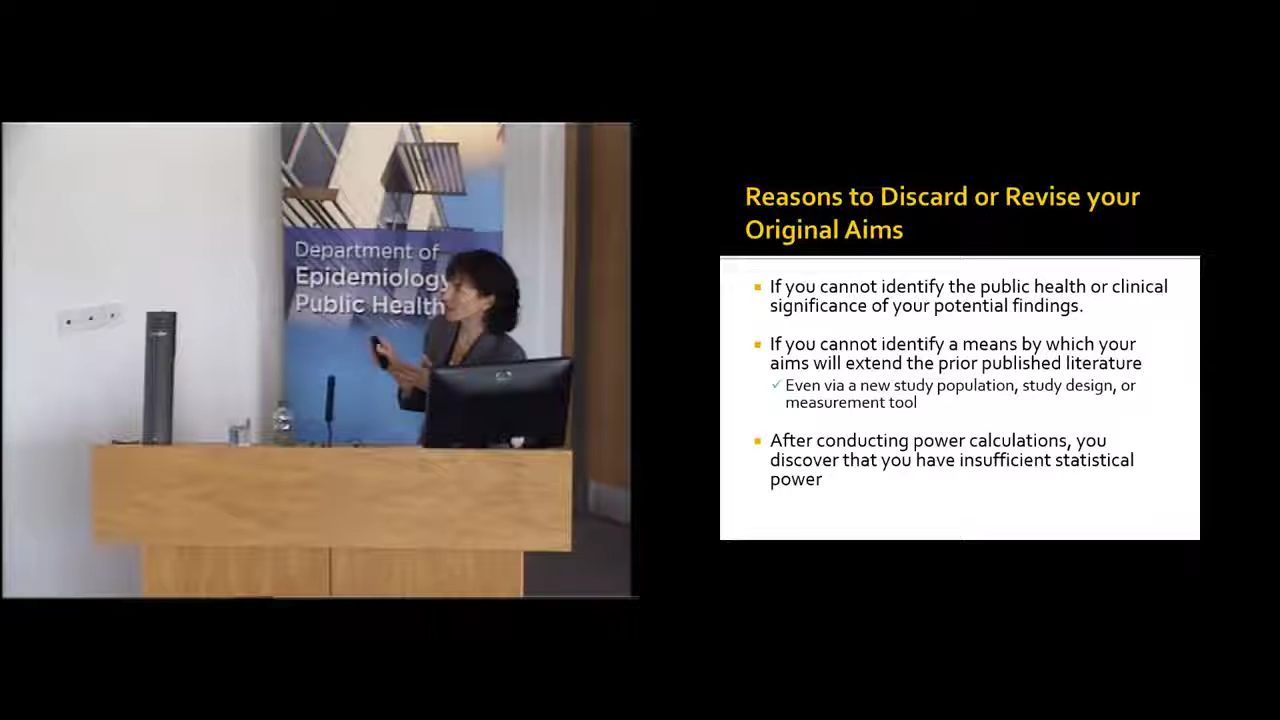 Department of
Epidemiology
Public Health
Reasons to Discard or Revise your
Original Aims
If you cannot identify the public health or clinical
significance of your potential findings.
If you cannot identify a means by which your
aims will extend the prior published literature
Even via a new study population, study design, or
measurement tool
After conducting power calculations, you
discover that you have insufficient statistical
power